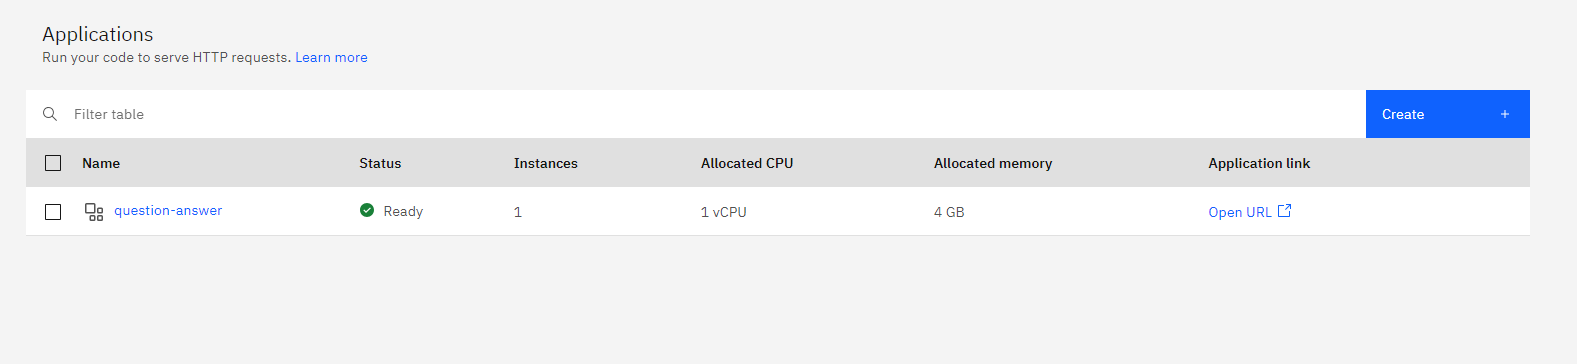 Applications
Run your code to serve HTTP requests. Learn more
Filter table
Create +
Name Status Instances Allocated CPU Allocated memory Application link
question-answer Ready 1 1 vCPU 4 GB Open URL